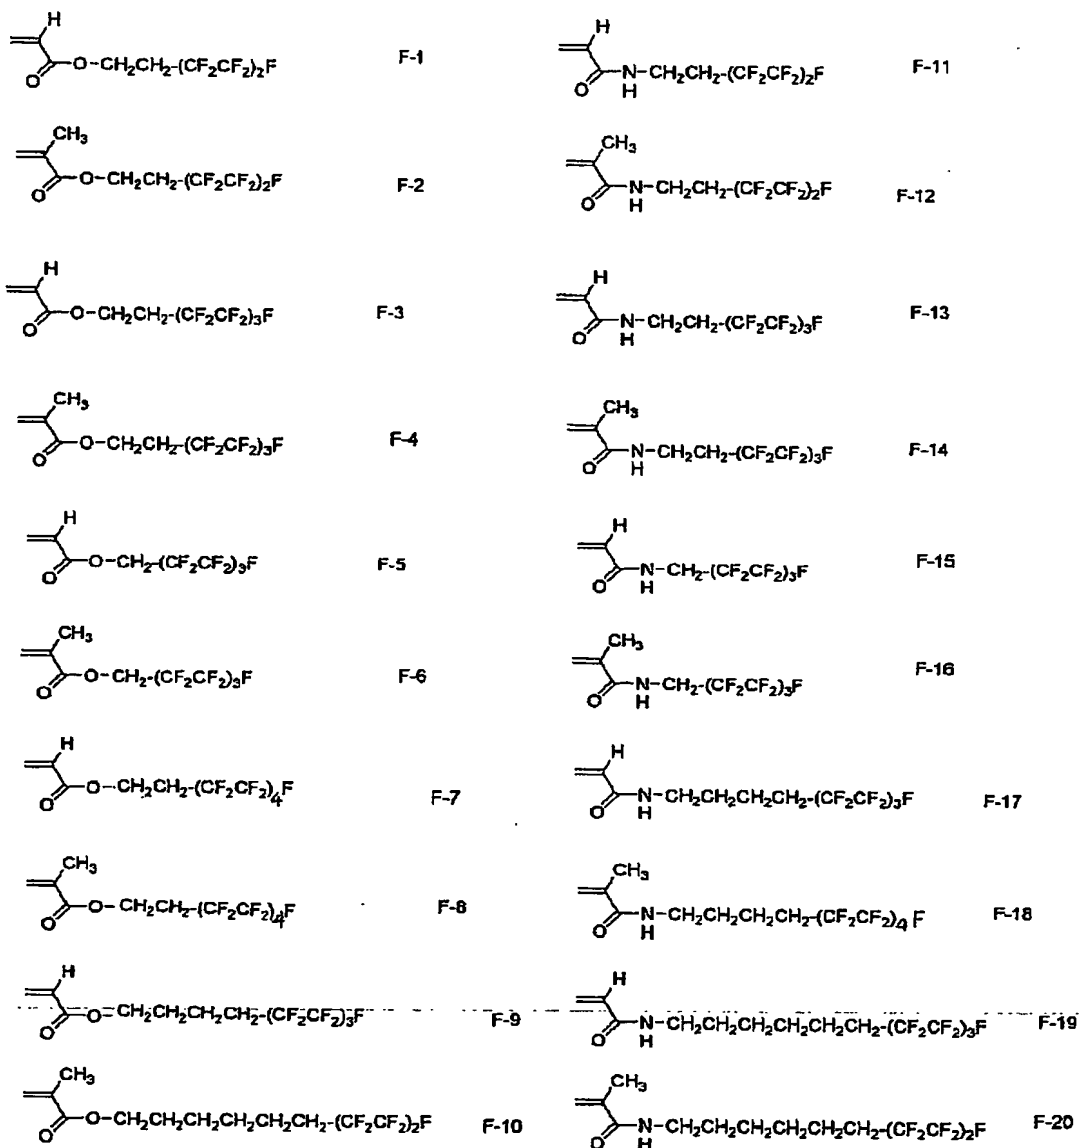 H
O-CH₂CH₂-(CF₂CF₂)₂F F-1
O
H
N-CH₂CH₂-(CF₂CF₂)₂F F-11
O H
CH₃
O-CH₂CH₂-(CF₂CF₂)₂F F-2
O
CH₃
N-CH₂CH₂-(CF₂CF₂)₂F F-12
O H
H
O-CH₂CH₂-(CF₂CF₂)₃F F-3
O
H
N-CH₂CH₂-(CF₂CF₂)₃F F-13
O H
CH₃
O-CH₂CH₂-(CF₂CF₂)₃F F-4
O
CH₃
N-CH₂CH₂-(CF₂CF₂)₃F F-14
O H
H
O-CH₂-(CF₂CF₂)₃F F-5
O
H
N-CH₂-(CF₂CF₂)₃F F-15
O H
CH₃
O-CH₂-(CF₂CF₂)₃F F-6
O
CH₃
N-CH₂-(CF₂CF₂)₃F F-16
O H
H
O-CH₂CH₂-(CF₂CF₂)₄F F-7
O
H
N-CH₂CH₂CH₂CH₂-(CF₂CF₂)₃F F-17
O H
CH₃
O-CH₂CH₂-(CF₂CF₂)₄F F-8
O
CH₃
N-CH₂CH₂CH₂CH₂-(CF₂CF₂)₄F F-18
O H
H
O-CH₂CH₂CH₂CH₂-(CF₂CF₂)₃F F-9
O
H
N-CH₂CH₂CH₂CH₂CH₂CH₂-(CF₂CF₂)₃F F-19
O H
CH₃
O-CH₂CH₂CH₂CH₂CH₂CH₂-(CF₂CF₂)₂F F-10
O
CH₃
N-CH₂CH₂CH₂CH₂CH₂CH₂-(CF₂CF₂)₂F F-20
O H